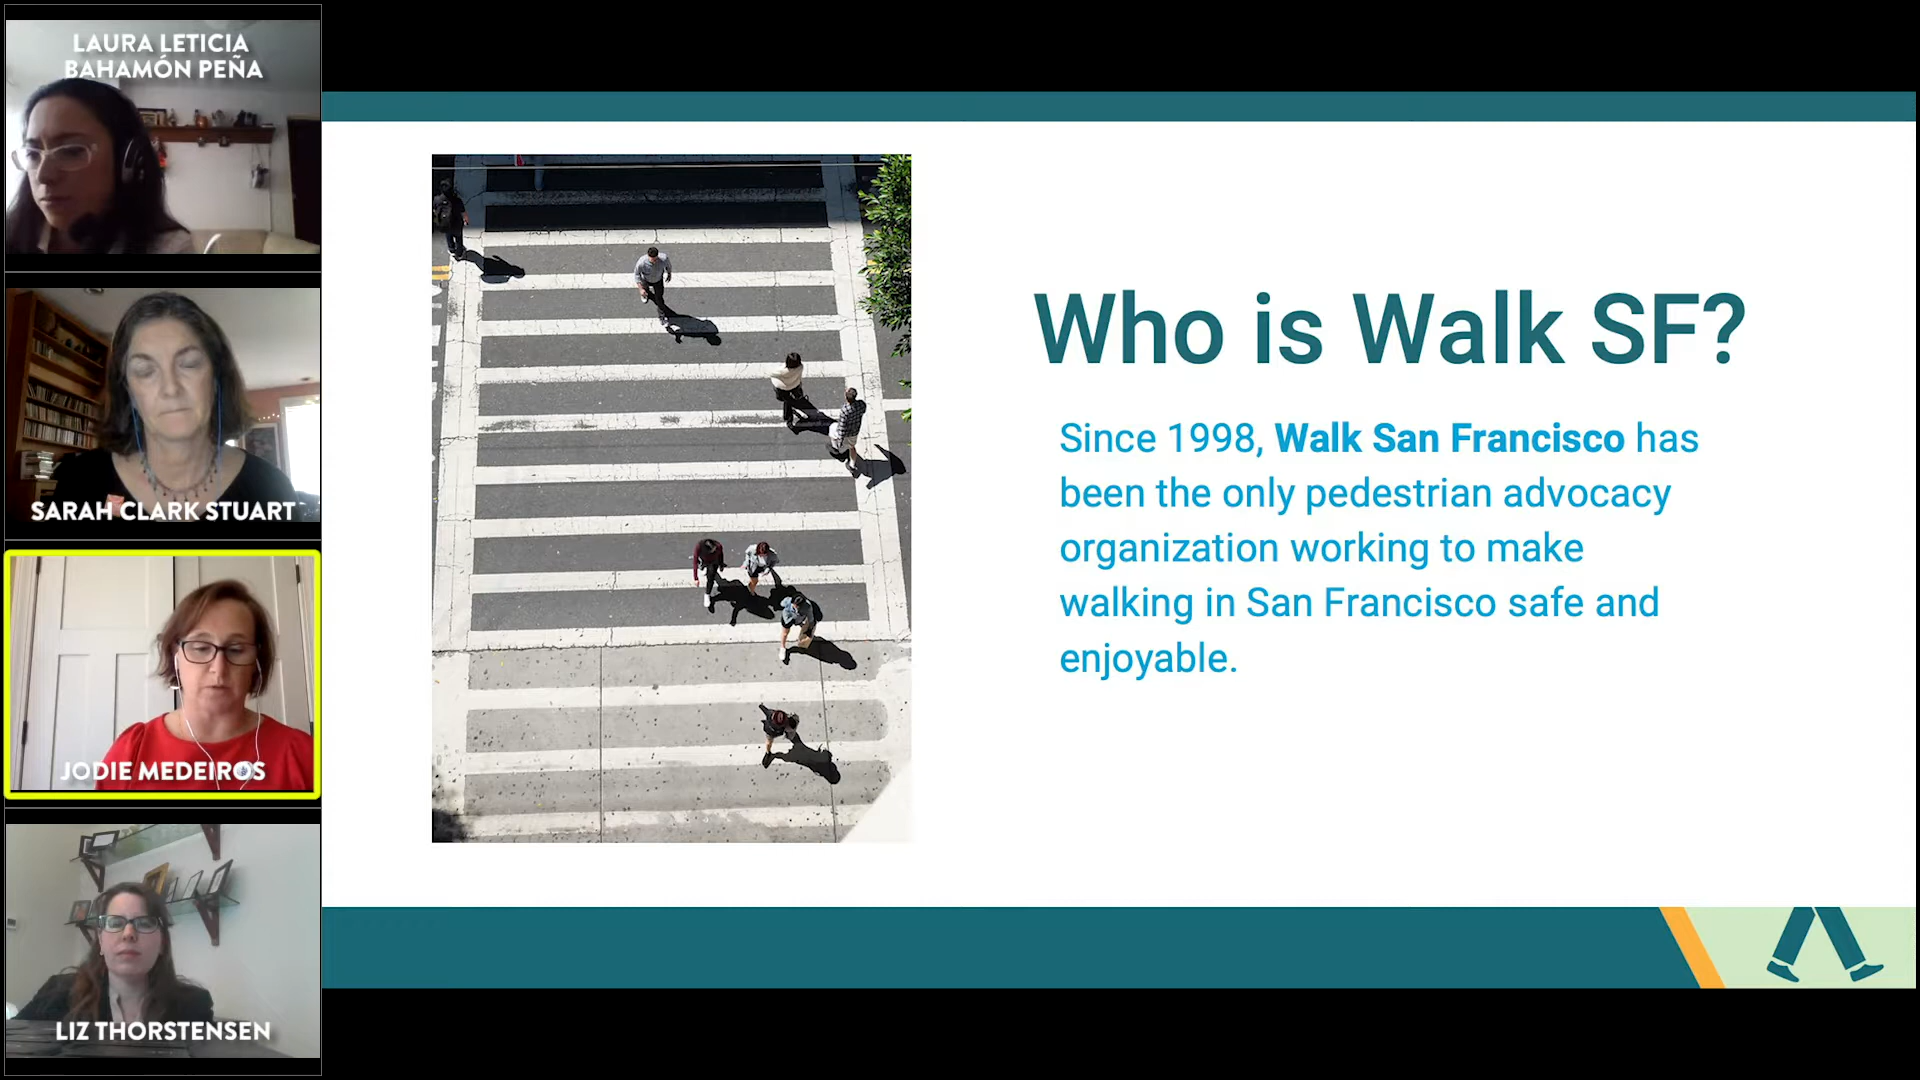 LAURA LETICIA
BAHAMÓN PEÑA
SARAH CLARK STUART
JODIE MEDEIROS
LIZ THORSTENSEN
Who is Walk SF?
Since 1998, Walk San Francisco has
been the only pedestrian advocacy
organization working to make
walking in San Francisco safe and
enjoyable.